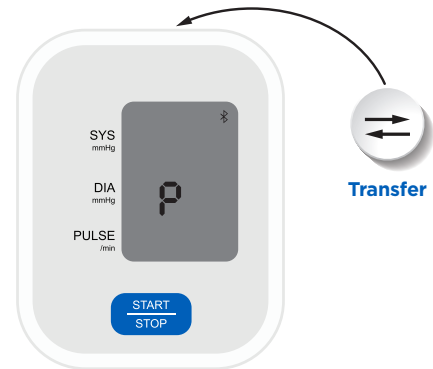 SYS
mmHg
DIA
mmHg
P
PULSE
/min
Transfer
START
STOP